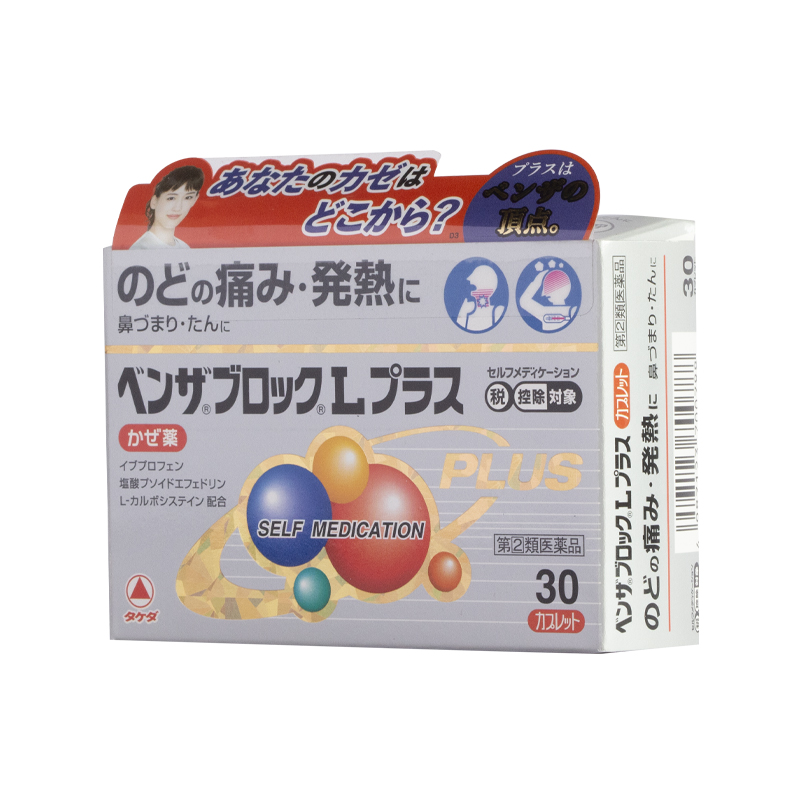 あなたのカゼは
どこから?
03
プラスは
ベンザの
頂点。
のどの痛み・発熱に
鼻づまり・たんに
ベンザ®ブロック®Lプラス
セルフメディケーション
税 控除 対象
かぜ薬
イブプロフェン
塩酸プソイドエフェドリン
L-カルボシステイン 配合
PLUS
SELF MEDICATION
第②類医薬品
30
カプレット
タケダ
ベンザ®ブロック®Lプラス カプレット 第②類医薬品
のどの痛み・発熱に 鼻づまり・たんに 30